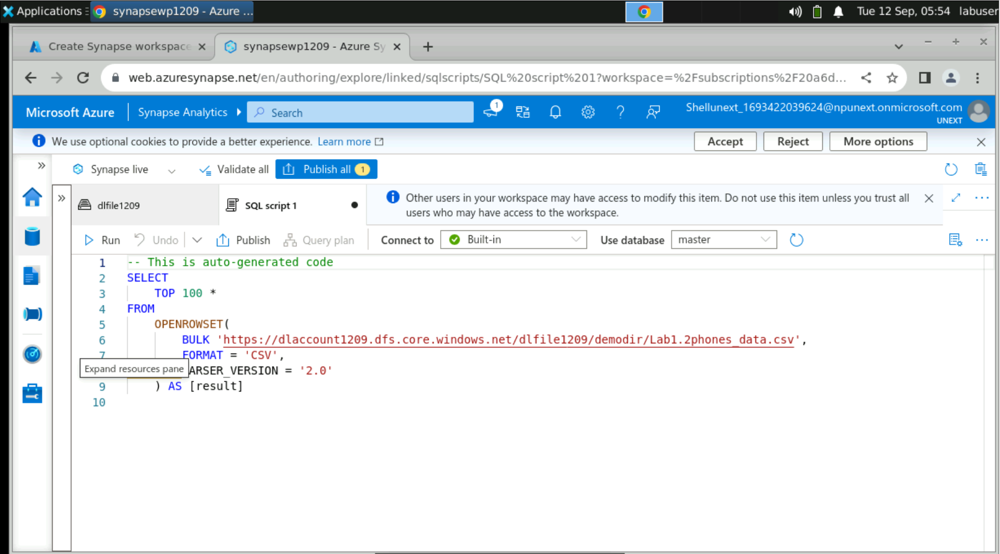 Applications
synapsewp1209 - Azure ...
Tue 12 Sep, 05:54
labuser
Create Synapse workspace
synapsewp1209 - Azure Sy
web.azuresynapse.net/en/authoring/explore/linked/sqlscripts/SQL%20script%201?workspace=%2Fsubscriptions%2F20a6d...
Microsoft Azure
Synapse Analytics
Search
1
Shellunext_1693422039624@npunext.onmicrosoft.com
UNEXT
We use optional cookies to provide a better experience. Learn more
Accept
Reject
More options
Synapse live
Validate all
Publish all 1
dlfile1209
SQL script 1
Other users in your workspace may have access to modify this item. Do not use this item unless you trust all
users who may have access to the workspace.
Run
Undo
Publish
Query plan
Connect to
Built-in
Use database
master
1 -- This is auto-generated code
2 SELECT
3 TOP 100 *
4 FROM
5 OPENROWSET(
6 BULK 'https://dlaccount1209.dfs.core.windows.net/dlfile1209/demodir/Lab1.2phones_data.csv',
7 FORMAT = 'CSV',
Expand resources pane
ARSER_VERSION = '2.0'
9 ) AS [result]
10